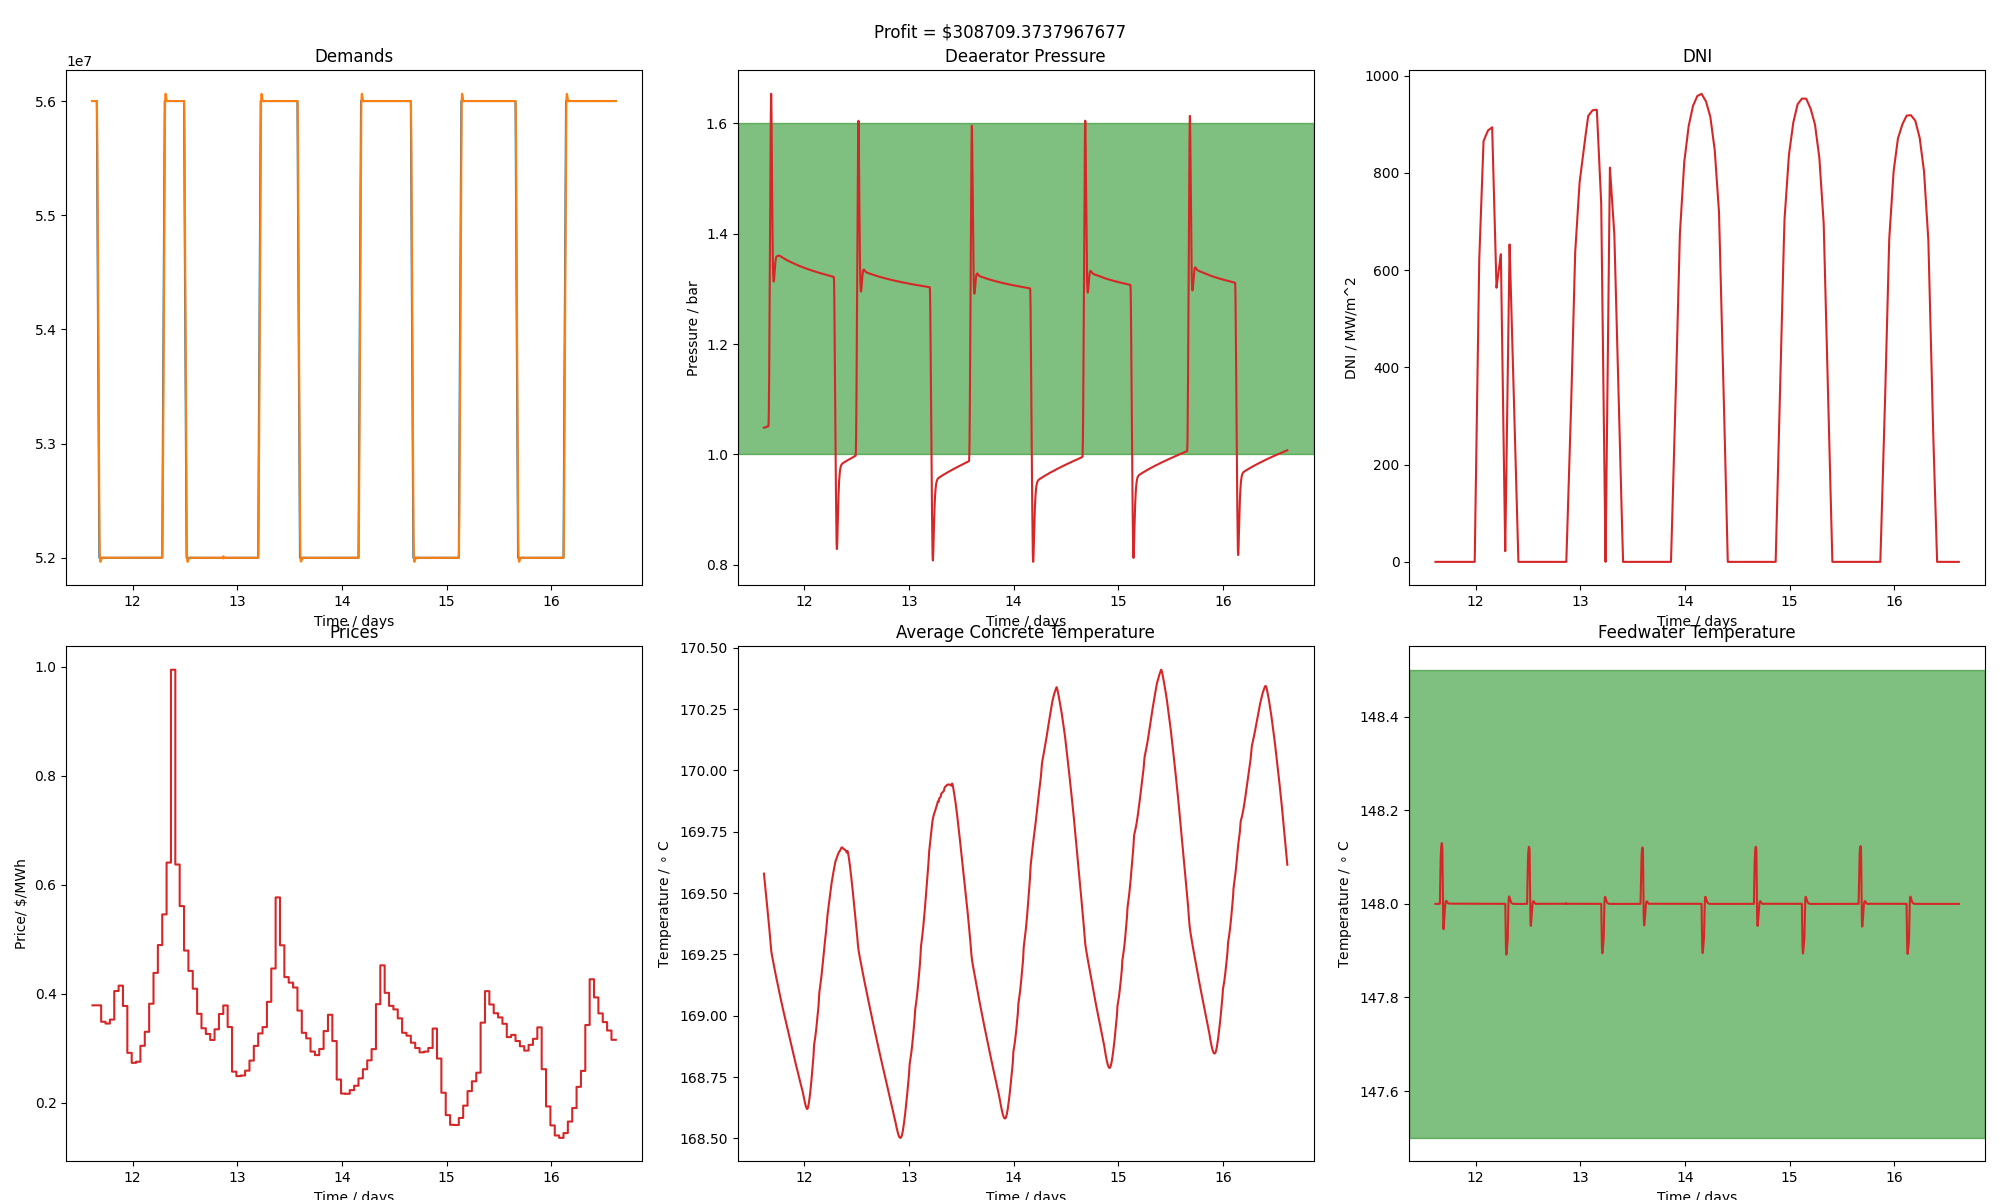 Profit = $308709.3737967677
Demands
1e7
5.6
5.5
5.4
5.3
5.2
12 13 14 15 16
Time / days
Deaerator Pressure
Pressure / bar
1.6
1.4
1.2
1.0
0.8
12 13 14 15 16
Time / days
DNI
DNI / MW/m^2
1000
800
600
400
200
0
12 13 14 15 16
Time / days
Prices
Price/ $/MWh
1.0
0.8
0.6
0.4
0.2
12 13 14 15 16
Time / days
Average Concrete Temperature
Temperature / ∘ C
170.50
170.25
170.00
169.75
169.50
169.25
169.00
168.75
168.50
12 13 14 15 16
Time / days
Feedwater Temperature
Temperature / ∘ C
148.4
148.2
148.0
147.8
147.6
12 13 14 15 16
Time / days